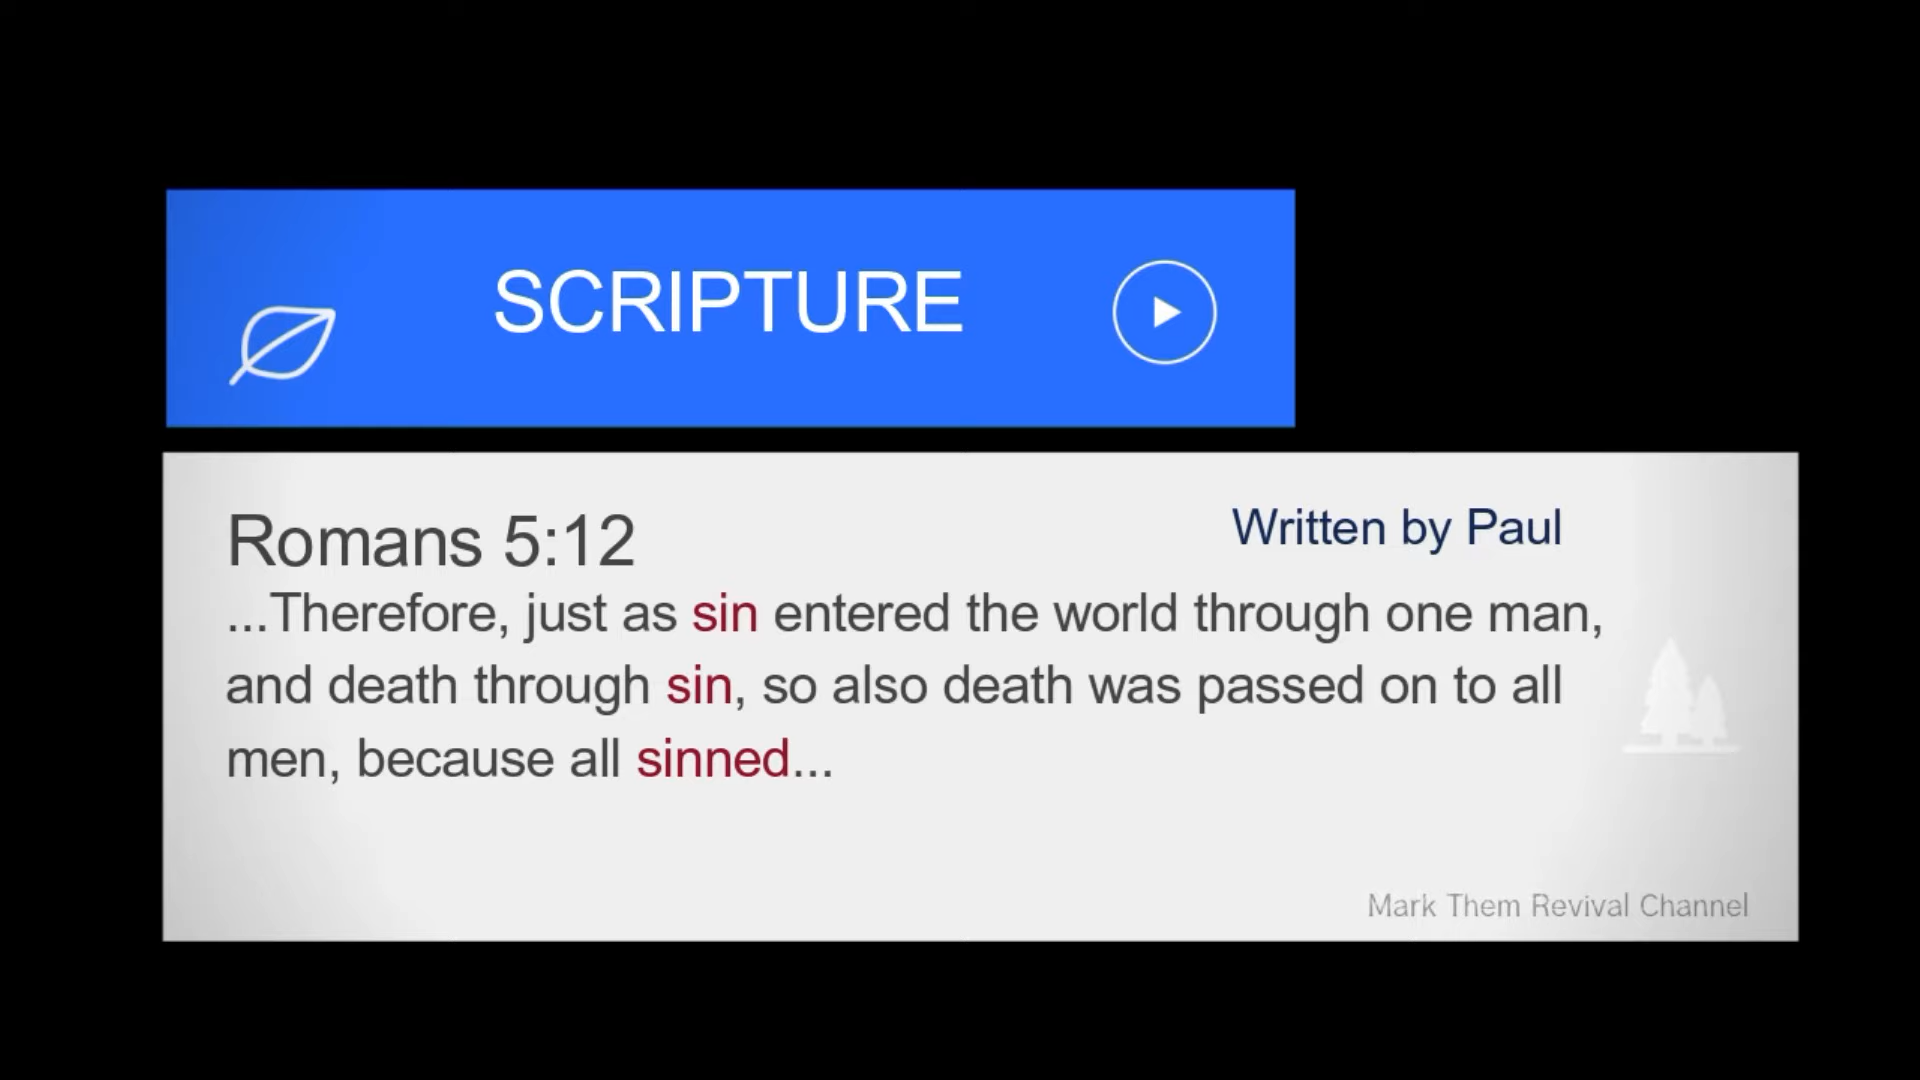 SCRIPTURE
Romans 5:12
Written by Paul
...Therefore, just as sin entered the world through one man,
and death through sin, so also death was passed on to all
men, because all sinned...
Mark Them Revival Channel